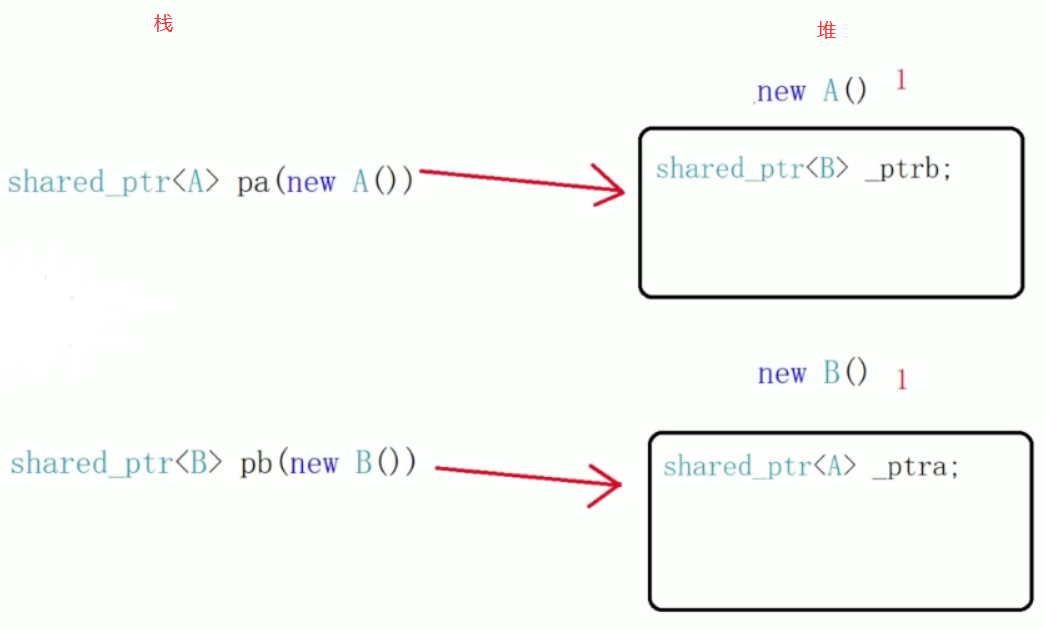 栈
堆
new A() 1
shared_ptr<A> pa(new A())
shared_ptr<B> _ptrb;
new B() 1
shared_ptr<B> pb(new B())
shared_ptr<A> _ptra;